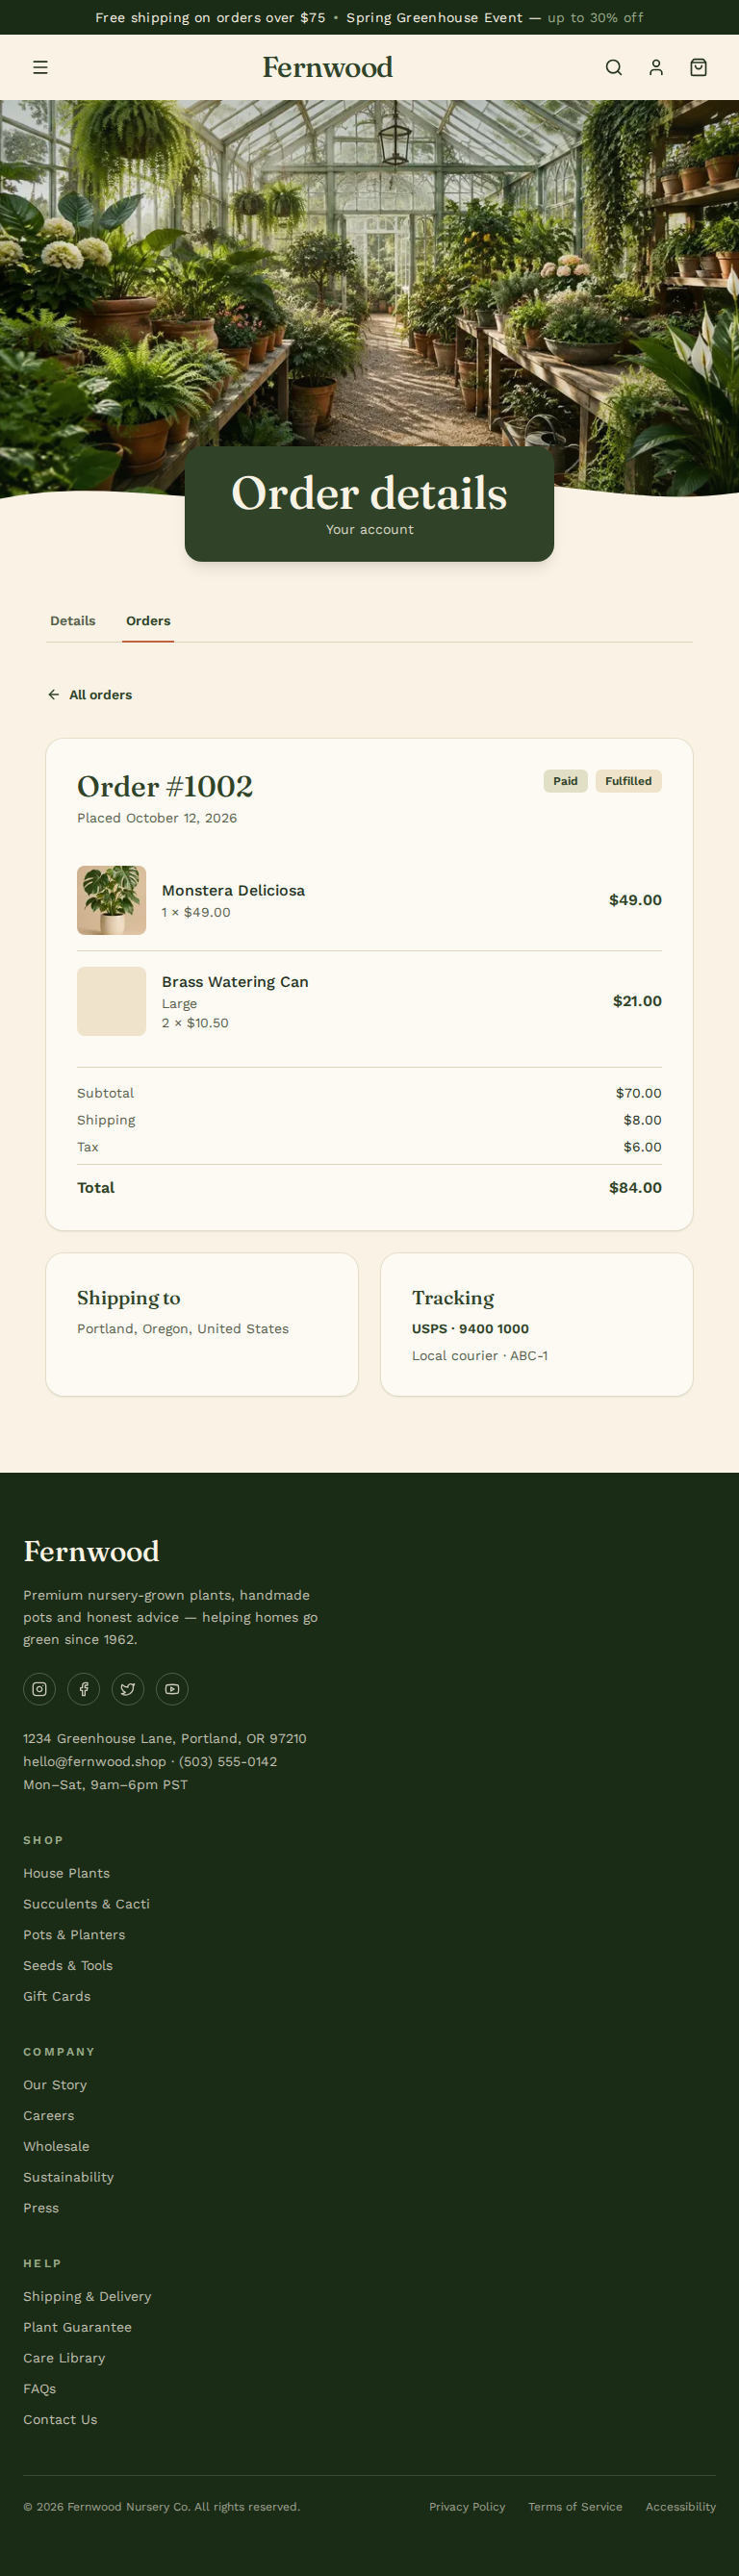 Free shipping on orders over $75 • Spring Greenhouse Event — up to 30% off
Fernwood
Order details
Your account
Details Orders
All orders
Order #1002
Paid Fulfilled
Placed October 12, 2026
Monstera Deliciosa
1 × $49.00
$49.00
Brass Watering Can
Large
2 × $10.50
$21.00
Subtotal $70.00
Shipping $8.00
Tax $6.00
Total $84.00
Shipping to
Portland, Oregon, United States
Tracking
USPS · 9400 1000
Local courier · ABC-1
Fernwood
Premium nursery-grown plants, handmade
pots and honest advice — helping homes go
green since 1962.
1234 Greenhouse Lane, Portland, OR 97210
hello@fernwood.shop · (503) 555-0142
Mon–Sat, 9am–6pm PST
SHOP
House Plants
Succulents & Cacti
Pots & Planters
Seeds & Tools
Gift Cards
COMPANY
Our Story
Careers
Wholesale
Sustainability
Press
HELP
Shipping & Delivery
Plant Guarantee
Care Library
FAQs
Contact Us
© 2026 Fernwood Nursery Co. All rights reserved.
Privacy Policy Terms of Service Accessibility